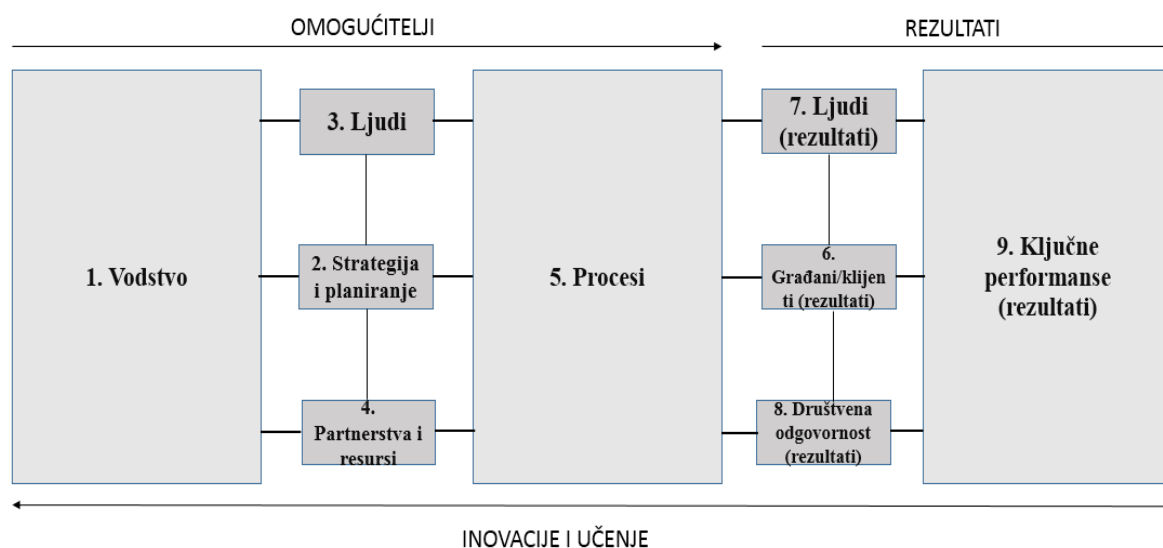 OMOGUĆITELJI
REZULTATI
1. Vodstvo
3. Ljudi
2. Strategija
i planiranje
4.
Partnerstva i
resursi
5. Procesi
7. Ljudi
(rezultati)
6.
Građani/klijen
ti (rezultati)
8. Društvena
odgovornost
(rezultati)
9. Ključne
performanse
(rezultati)
INOVACIJE I UČENJE